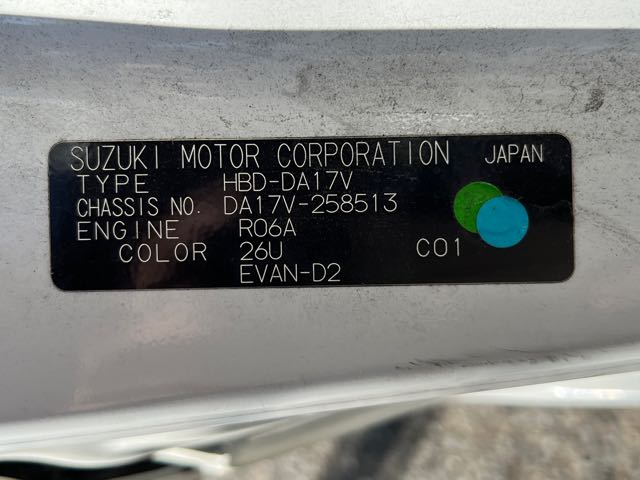 SUZUKI MOTOR CORPORATION JAPAN
TYPE HBD-DA17V
CHASSIS NO. DA17V-258513
ENGINE R06A
COLOR 26U C01
EVAN-D2